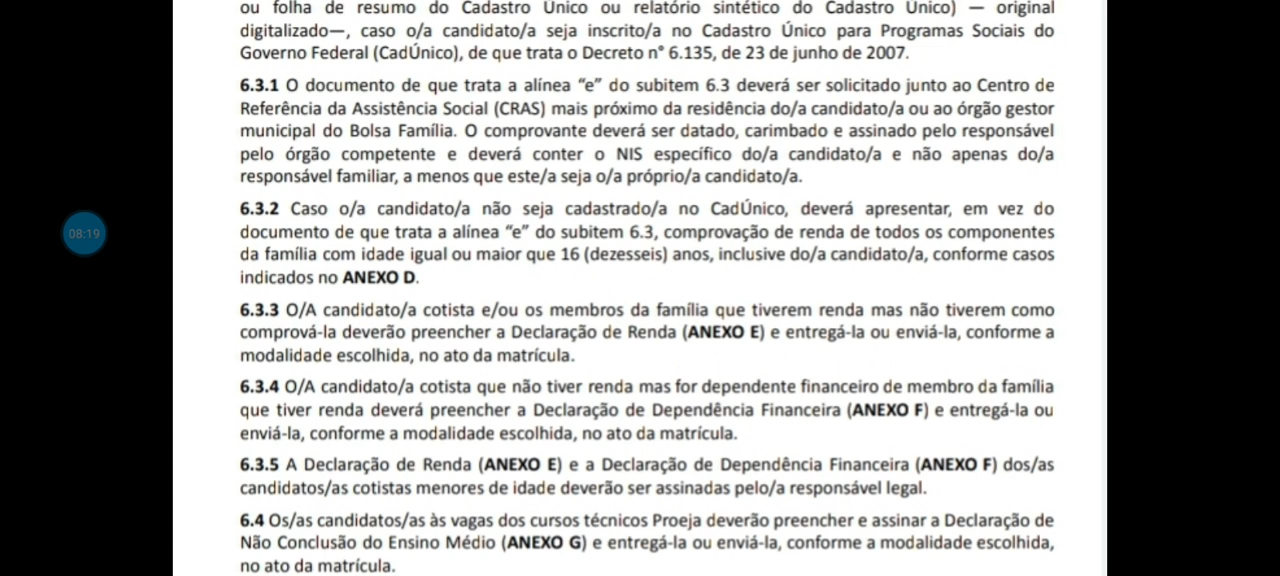 ou folha de resumo do Cadastro Único ou relatório sintético do Cadastro Único) — original
digitalizado—, caso o/a candidato/a seja inscrito/a no Cadastro Único para Programas Sociais do
Governo Federal (CadÚnico), de que trata o Decreto n° 6.135, de 23 de junho de 2007.
6.3.1 O documento de que trata a alínea “e” do subitem 6.3 deverá ser solicitado junto ao Centro de
Referência da Assistência Social (CRAS) mais próximo da residência do/a candidato/a ou ao órgão gestor
municipal do Bolsa Família. O comprovante deverá ser datado, carimbado e assinado pelo responsável
pelo órgão competente e deverá conter o NIS específico do/a candidato/a e não apenas do/a
responsável familiar, a menos que este/a seja o/a próprio/a candidato/a.
08:19
6.3.2 Caso o/a candidato/a não seja cadastrado/a no CadÚnico, deverá apresentar, em vez do
documento de que trata a alínea “e” do subitem 6.3, comprovação de renda de todos os componentes
da família com idade igual ou maior que 16 (dezesseis) anos, inclusive do/a candidato/a, conforme casos
indicados no ANEXO D.
6.3.3 O/A candidato/a cotista e/ou os membros da família que tiverem renda mas não tiverem como
comprová-la deverão preencher a Declaração de Renda (ANEXO E) e entregá-la ou enviá-la, conforme a
modalidade escolhida, no ato da matrícula.
6.3.4 O/A candidato/a cotista que não tiver renda mas for dependente financeiro de membro da família
que tiver renda deverá preencher a Declaração de Dependência Financeira (ANEXO F) e entregá-la ou
enviá-la, conforme a modalidade escolhida, no ato da matrícula.
6.3.5 A Declaração de Renda (ANEXO E) e a Declaração de Dependência Financeira (ANEXO F) dos/as
candidatos/as cotistas menores de idade deverão ser assinadas pelo/a responsável legal.
6.4 Os/as candidatos/as às vagas dos cursos técnicos Proeja deverão preencher e assinar a Declaração de
Não Conclusão do Ensino Médio (ANEXO G) e entregá-la ou enviá-la, conforme a modalidade escolhida,
no ato da matrícula.